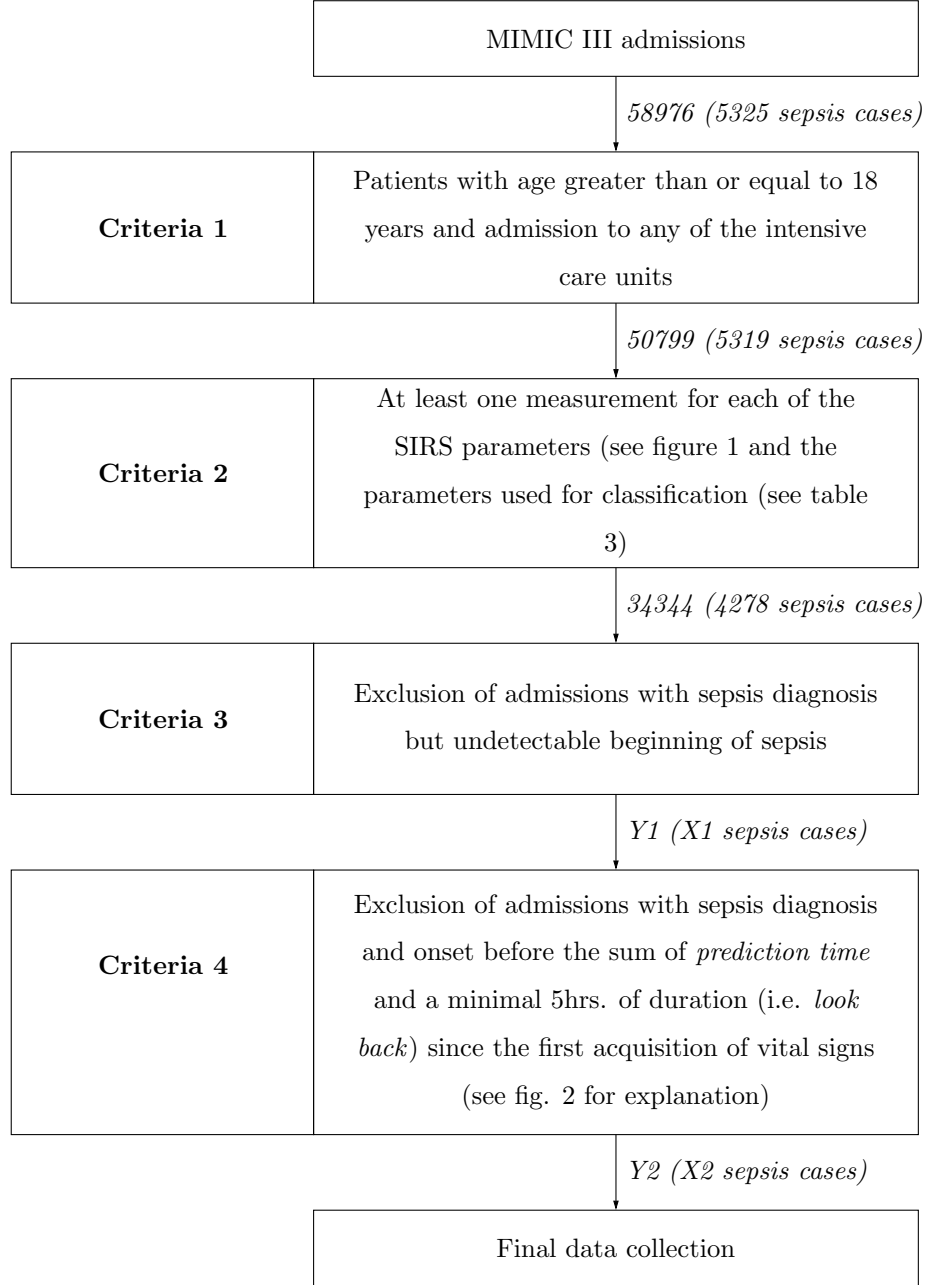 MIMIC III admissions
58976 (5325 sepsis cases)
Criteria 1
Patients with age greater than or equal to 18
years and admission to any of the intensive
care units
50799 (5319 sepsis cases)
Criteria 2
At least one measurement for each of the
SIRS parameters (see figure 1 and the
parameters used for classification (see table
3)
34344 (4278 sepsis cases)
Criteria 3
Exclusion of admissions with sepsis diagnosis
but undetectable beginning of sepsis
Y1 (X1 sepsis cases)
Criteria 4
Exclusion of admissions with sepsis diagnosis
and onset before the sum of prediction time
and a minimal 5hrs. of duration (i.e. look
back) since the first acquisition of vital signs
(see fig. 2 for explanation)
Y2 (X2 sepsis cases)
Final data collection